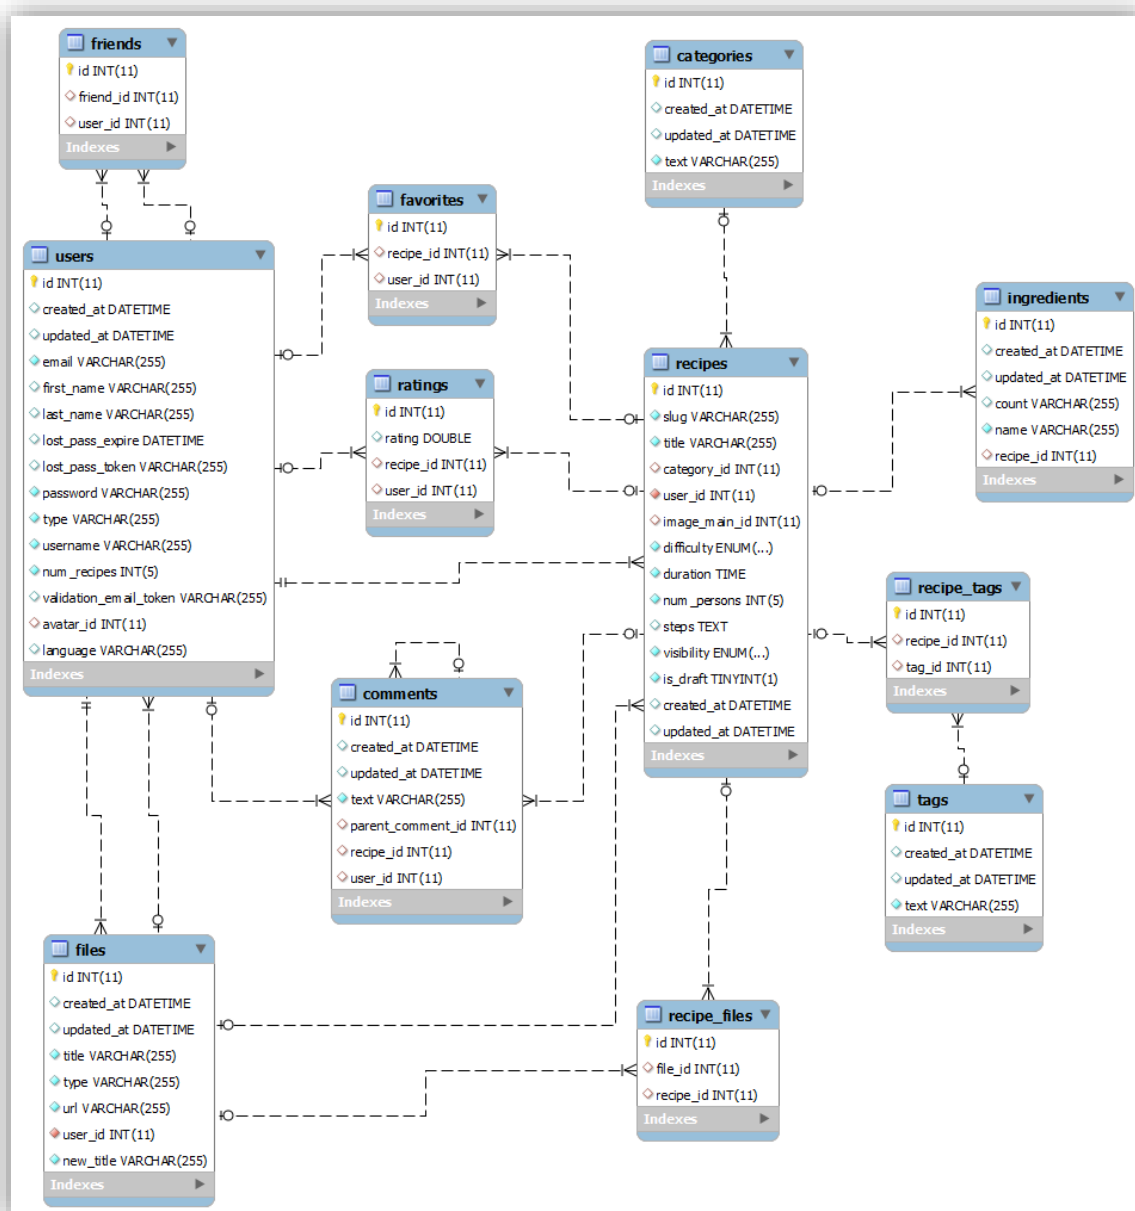 friends
id INT(11)
friend_id INT(11)
user_id INT(11)
Indexes
categories
id INT(11)
created_at DATETIME
updated_at DATETIME
text VARCHAR(255)
Indexes
favorites
id INT(11)
recipe_id INT(11)
user_id INT(11)
Indexes
users
id INT(11)
created_at DATETIME
updated_at DATETIME
email VARCHAR(255)
first_name VARCHAR(255)
last_name VARCHAR(255)
lost_pass_expire DATETIME
lost_pass_token VARCHAR(255)
password VARCHAR(255)
type VARCHAR(255)
username VARCHAR(255)
num_recipes INT(5)
validation_email_token VARCHAR(255)
avatar_id INT(11)
language VARCHAR(255)
Indexes
ratings
id INT(11)
rating DOUBLE
recipe_id INT(11)
user_id INT(11)
Indexes
recipes
id INT(11)
slug VARCHAR(255)
title VARCHAR(255)
category_id INT(11)
user_id INT(11)
image_main_id INT(11)
difficulty ENUM(...)
duration TIME
num_persons INT(5)
steps TEXT
visibility ENUM(...)
is_draft TINYINT(1)
created_at DATETIME
updated_at DATETIME
Indexes
ingredients
id INT(11)
created_at DATETIME
updated_at DATETIME
count VARCHAR(255)
name VARCHAR(255)
recipe_id INT(11)
Indexes
recipe_tags
id INT(11)
recipe_id INT(11)
tag_id INT(11)
Indexes
comments
id INT(11)
created_at DATETIME
updated_at DATETIME
text VARCHAR(255)
parent_comment_id INT(11)
recipe_id INT(11)
user_id INT(11)
Indexes
tags
id INT(11)
created_at DATETIME
updated_at DATETIME
text VARCHAR(255)
Indexes
files
id INT(11)
created_at DATETIME
updated_at DATETIME
title VARCHAR(255)
type VARCHAR(255)
url VARCHAR(255)
user_id INT(11)
new_title VARCHAR(255)
Indexes
recipe_files
id INT(11)
file_id INT(11)
recipe_id INT(11)
Indexes